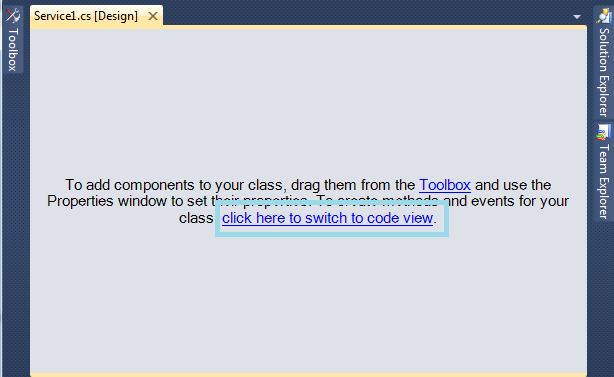 Service1.cs [Design]
Toolbox
To add components to your class, drag them from the Toolbox and use the
Properties window to set their properties. To create methods and events for your
class click here to switch to code view.
Solution Explorer
Team Explorer